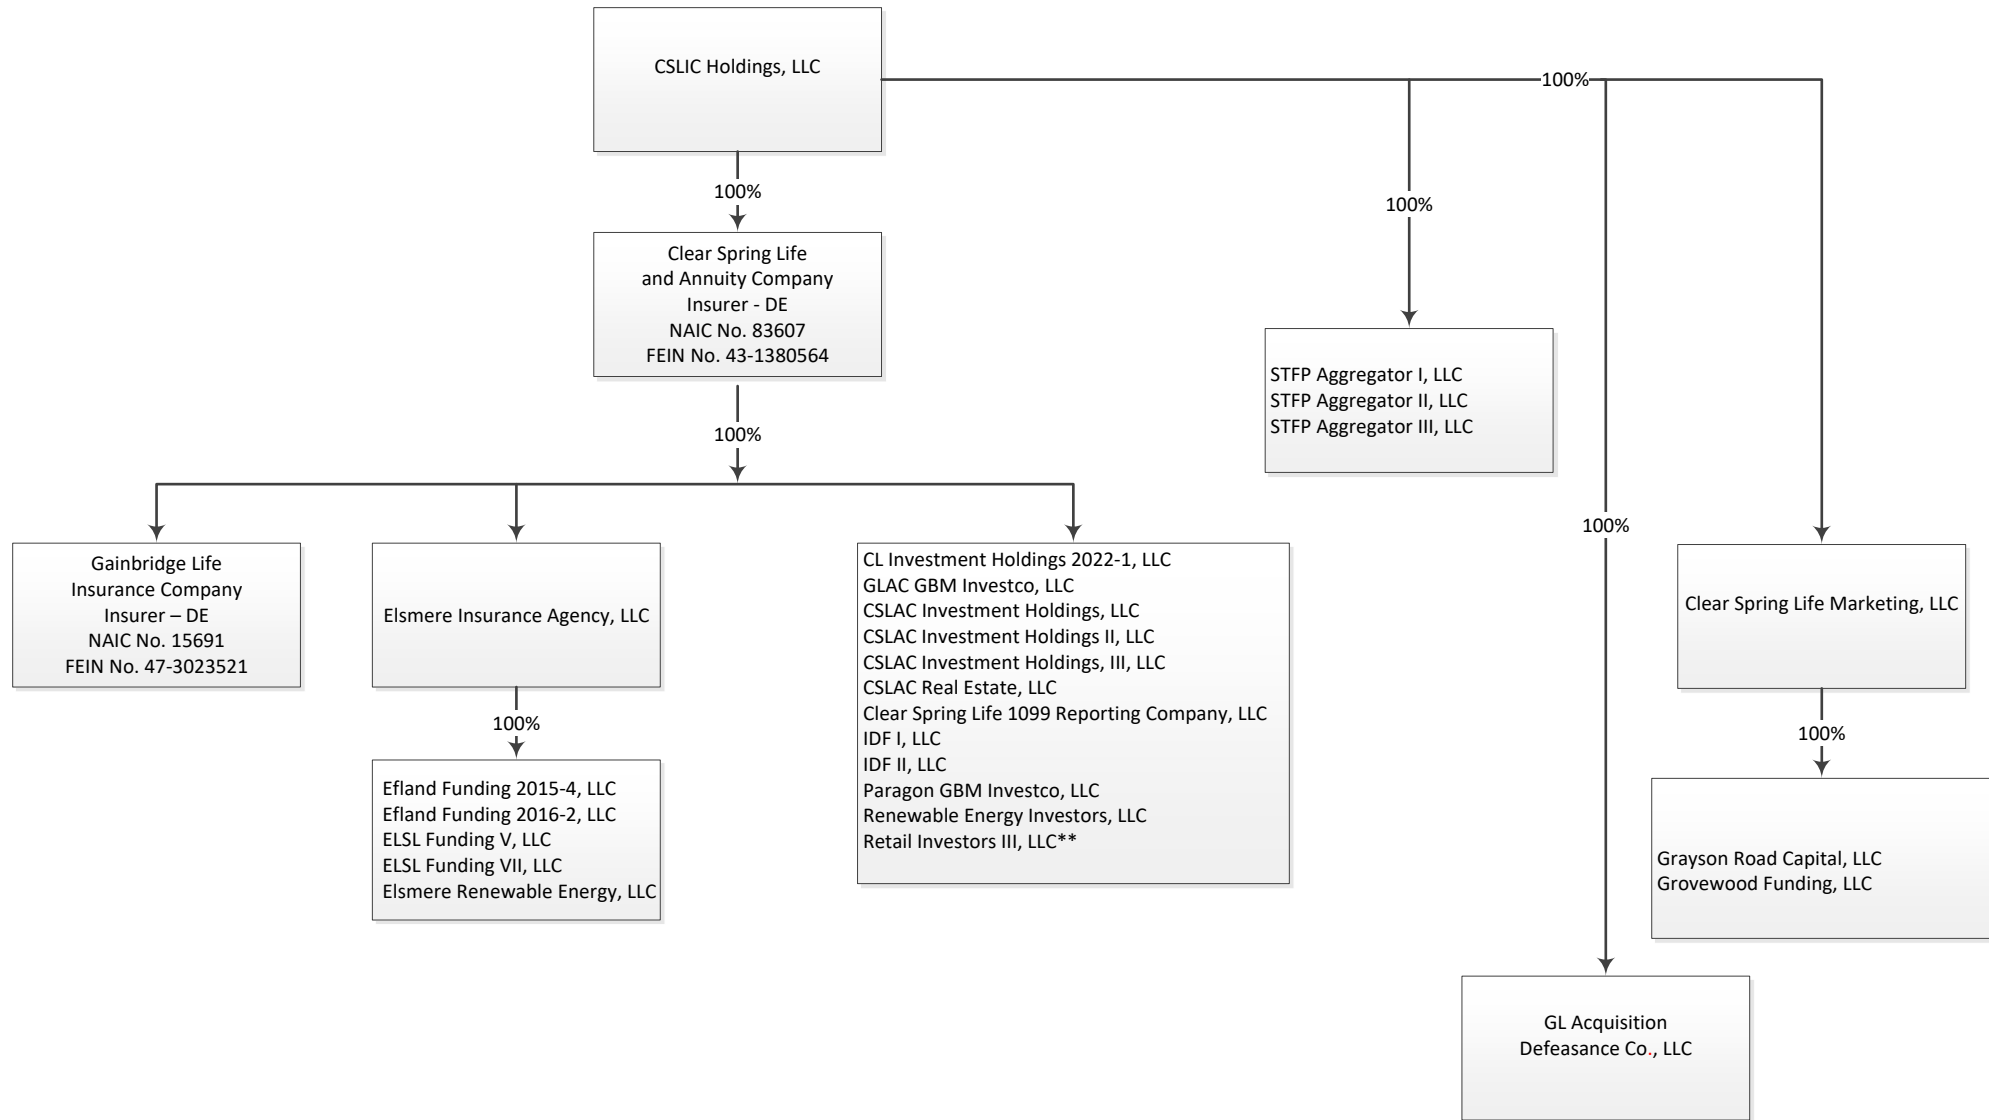 CSLIC Holdings, LLC
100%
100%
Clear Spring Life
and Annuity Company
Insurer - DE
NAIC No. 83607
FEIN No. 43-1380564
100%
STFP Aggregator I, LLC
STFP Aggregator II, LLC
STFP Aggregator III, LLC
100%
100%
Gainbridge Life
Insurance Company
Insurer – DE
NAIC No. 15691
FEIN No. 47-3023521
Elsmere Insurance Agency, LLC
CL Investment Holdings 2022-1, LLC
GLAC GBM Investco, LLC
CSLAC Investment Holdings, LLC
CSLAC Investment Holdings II, LLC
CSLAC Investment Holdings, III, LLC
CSLAC Real Estate, LLC
Clear Spring Life 1099 Reporting Company, LLC
IDF I, LLC
IDF II, LLC
Paragon GBM Investco, LLC
Renewable Energy Investors, LLC
Retail Investors III, LLC**
Clear Spring Life Marketing, LLC
100%
100%
Efland Funding 2015-4, LLC
Efland Funding 2016-2, LLC
ELSL Funding V, LLC
ELSL Funding VII, LLC
Elsmere Renewable Energy, LLC
Grayson Road Capital, LLC
Grovewood Funding, LLC
GL Acquisition
Defeasance Co., LLC